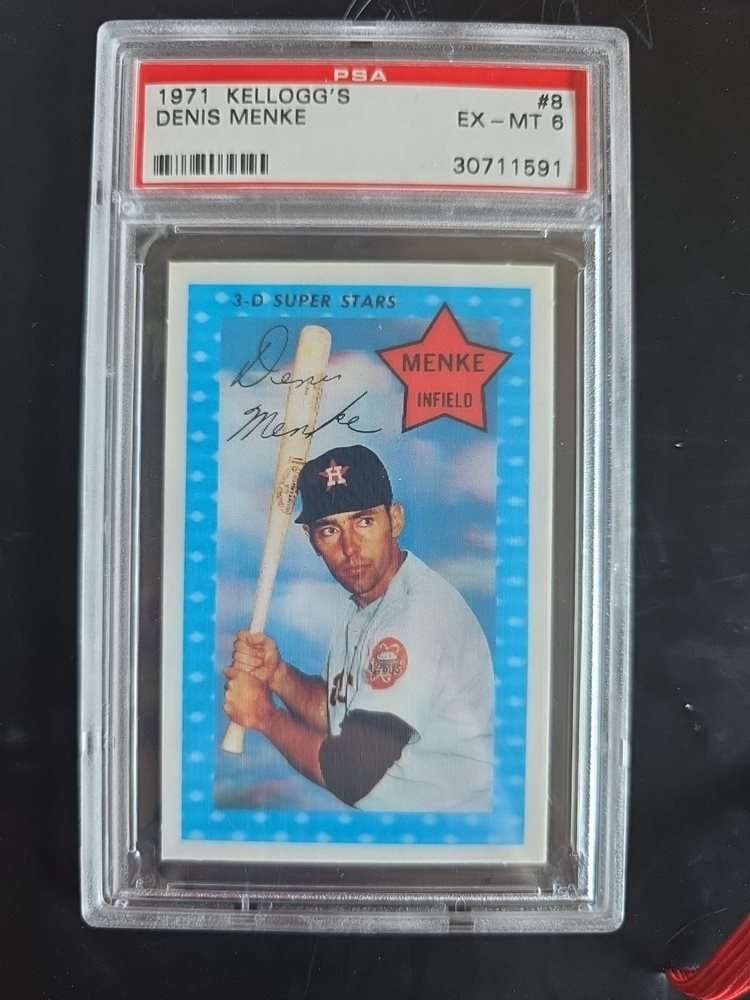 PSA
1971 KELLOGG'S #8
DENIS MENKE EX-MT 6
30711591
3-D SUPER STARS
Denis
Menke
MENKE
INFIELD
H